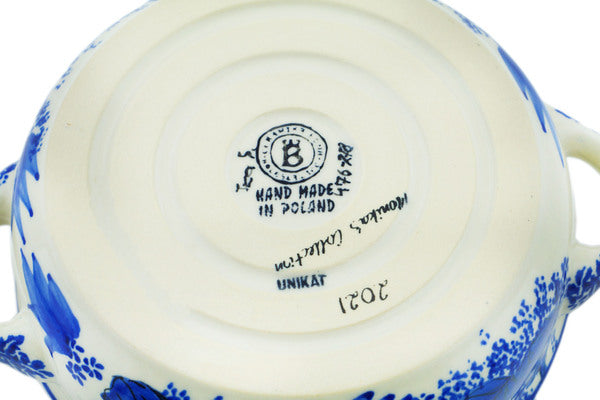 B
HAND MADE
IN POLAND
Monika's Collection
UNIKAT
2021